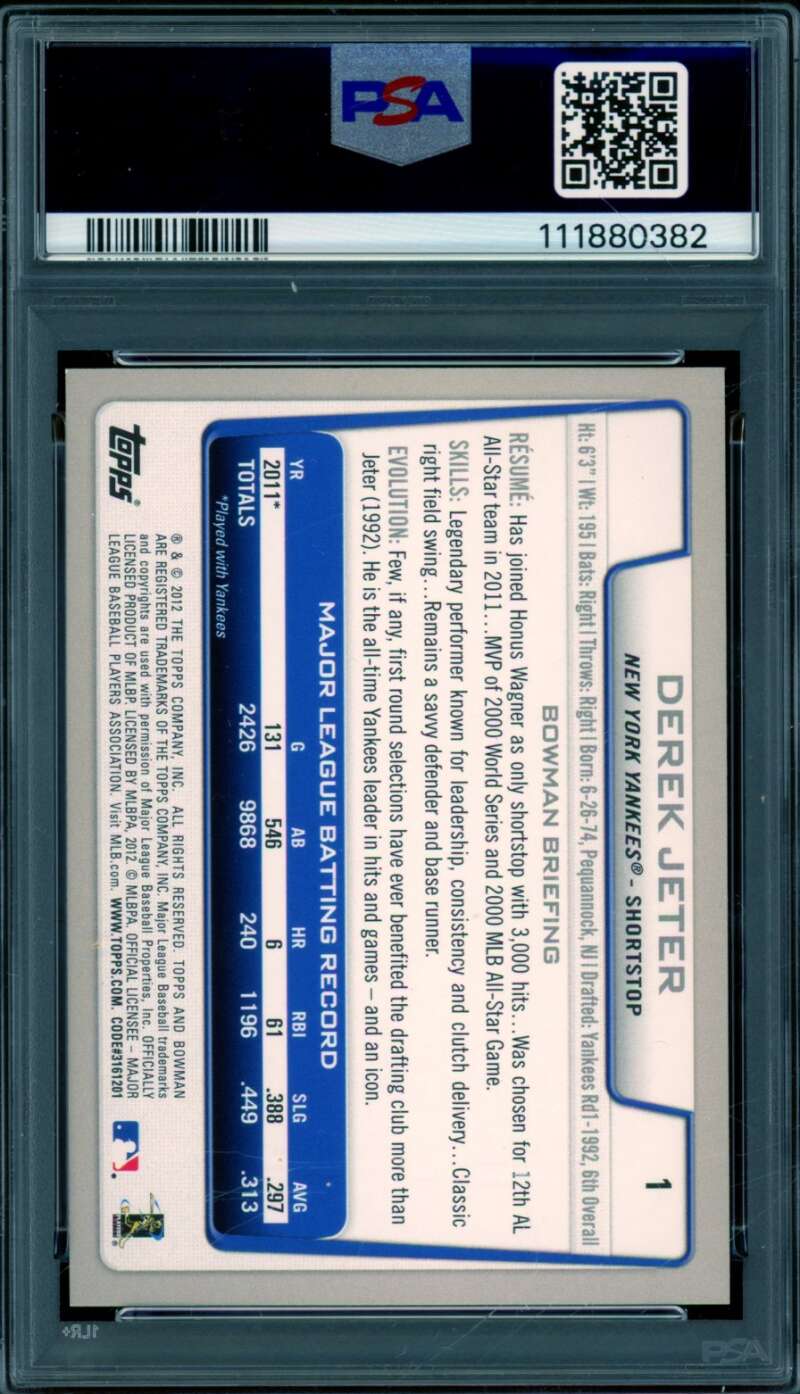 PSA
111880382
DEREK JETER
NEW YORK YANKEES® - SHORTSTOP
1
Ht: 6'3" | Wt: 195 | Bats: Right | Throws: Right | Born: 6-26-74, Pequannock, NJ | Drafted: Yankees Rd1-1992, 6th Overall
BOWMAN BRIEFING
RÉSUMÉ: Has joined Honus Wagner as only shortstop with 3,000 hits...Was chosen for 12th AL
All-Star team in 2011...MVP of 2000 World Series and 2000 MLB All-Star Game.
SKILLS: Legendary performer known for leadership, consistency and clutch delivery...Classic
right field swing...Remains a savvy defender and base runner.
EVOLUTION: Few, if any, first round selections have ever benefited the drafting club more than
Jeter (1992). He is the all-time Yankees leader in hits and games – and an icon.
MAJOR LEAGUE BATTING RECORD
YR G AB HR RBI SLG AVG
2011* 131 546 6 61 .388 .297
TOTALS 2426 9868 240 1196 .449 .313
*Played with Yankees
topps®
® & © 2012 THE TOPPS COMPANY, INC. ALL RIGHTS RESERVED. TOPPS AND BOWMAN
ARE REGISTERED TRADEMARKS OF THE TOPPS COMPANY, INC. Major League Baseball trademarks
and copyrights are used with permission of Major League Baseball Properties, Inc. OFFICIALLY
LICENSED PRODUCT OF MLBP. LICENSED BY MLBPA, 2012. © MLBPA. OFFICIAL LICENSEE – MAJOR
LEAGUE BASEBALL PLAYERS ASSOCIATION. Visit MLB.com. WWW.TOPPS.COM. CODE#3161201
1LR+
PSA